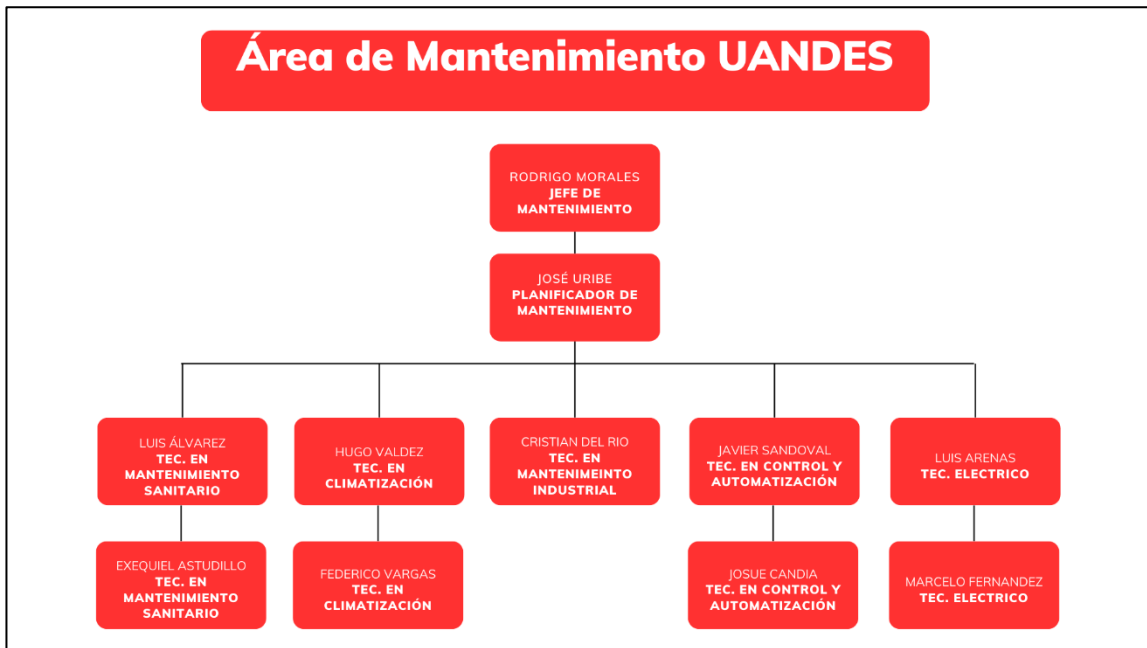 Área de Mantenimiento UANDES
RODRIGO MORALES
JEFE DE
MANTENIMIENTO
JOSÉ URIBE
PLANIFICADOR DE
MANTENIMIENTO
LUIS ÁLVAREZ
TEC. EN
MANTENIMIENTO
SANITARIO
HUGO VALDEZ
TEC. EN
CLIMATIZACIÓN
CRISTIAN DEL RIO
TEC. EN
MANTENIMEINTO
INDUSTRIAL
JAVIER SANDOVAL
TEC. EN CONTROL Y
AUTOMATIZACIÓN
LUIS ARENAS
TEC. ELECTRICO
EXEQUIEL ASTUDILLO
TEC. EN
MANTENIMIENTO
SANITARIO
FEDERICO VARGAS
TEC. EN
CLIMATIZACIÓN
JOSUE CANDIA
TEC. EN CONTROL Y
AUTOMATIZACIÓN
MARCELO FERNANDEZ
TEC. ELECTRICO